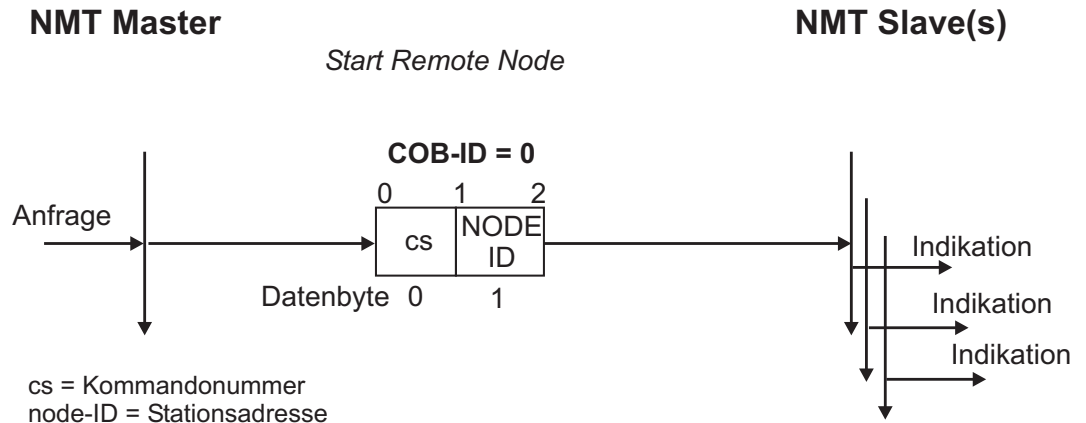 NMT Master
NMT Slave(s)
Start Remote Node
COB-ID = 0
0 1 2
Anfrage
cs
NODE
ID
Datenbyte 0 1
Indikation
Indikation
Indikation
cs = Kommandonummer
node-ID = Stationsadresse